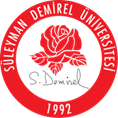 SÜLEYMAN DEMİREL ÜNİVERSİTESİ
S. Demirel
1992